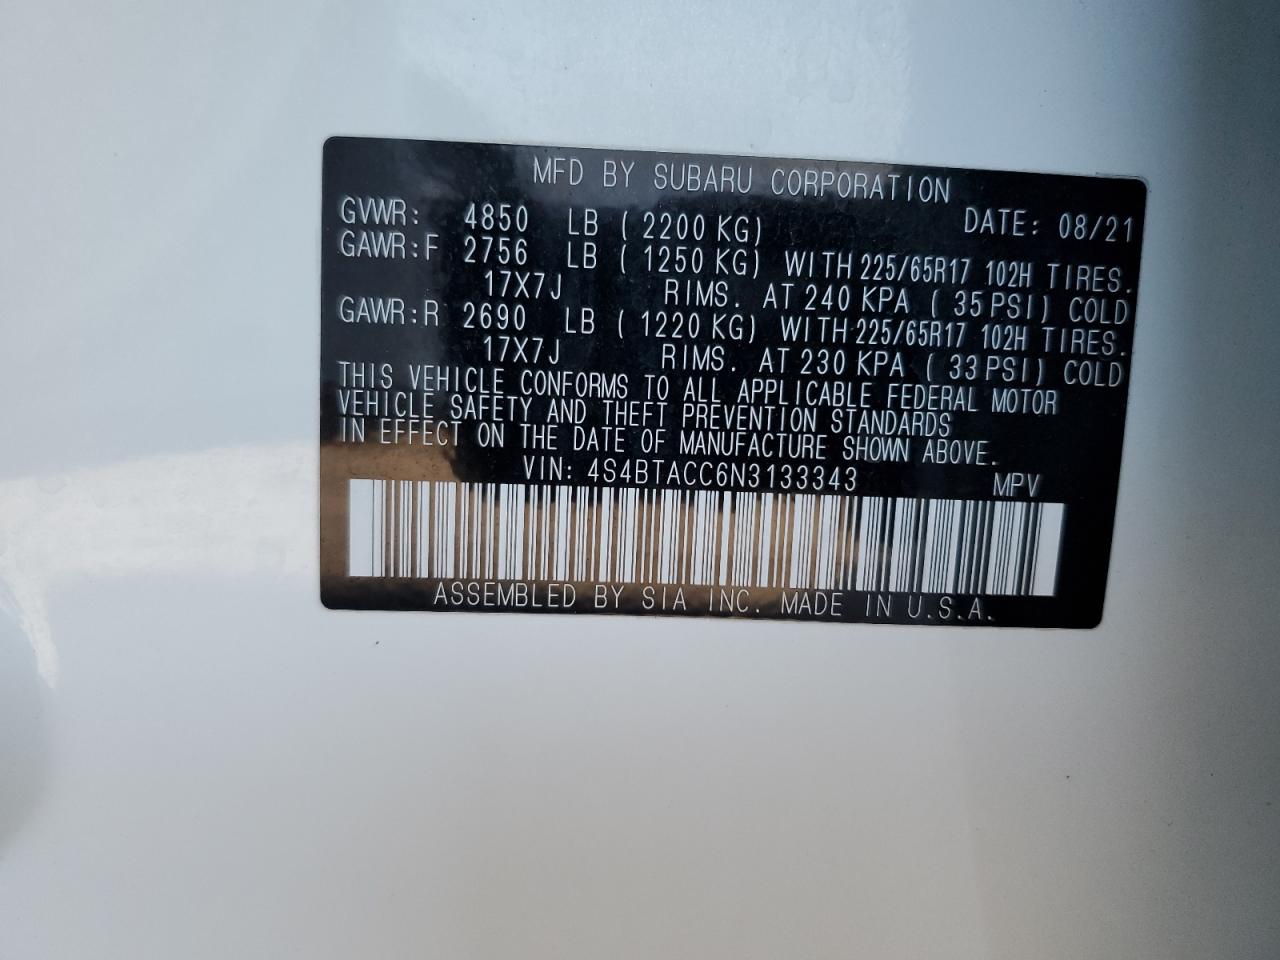 MFD BY SUBARU CORPORATION
GVWR: 4850 LB ( 2200 KG) DATE: 08/21
GAWR:F 2756 LB ( 1250 KG) WITH 225/65R17 102H TIRES.
17X7J RIMS. AT 240 KPA ( 35 PSI) COLD
GAWR:R 2690 LB ( 1220 KG) WITH 225/65R17 102H TIRES.
17X7J RIMS. AT 230 KPA ( 33 PSI) COLD
THIS VEHICLE CONFORMS TO ALL APPLICABLE FEDERAL MOTOR
VEHICLE SAFETY AND THEFT PREVENTION STANDARDS
IN EFFECT ON THE DATE OF MANUFACTURE SHOWN ABOVE.
VIN: 4S4BTACC6N3133343 MPV
ASSEMBLED BY SIA INC. MADE IN U.S.A.